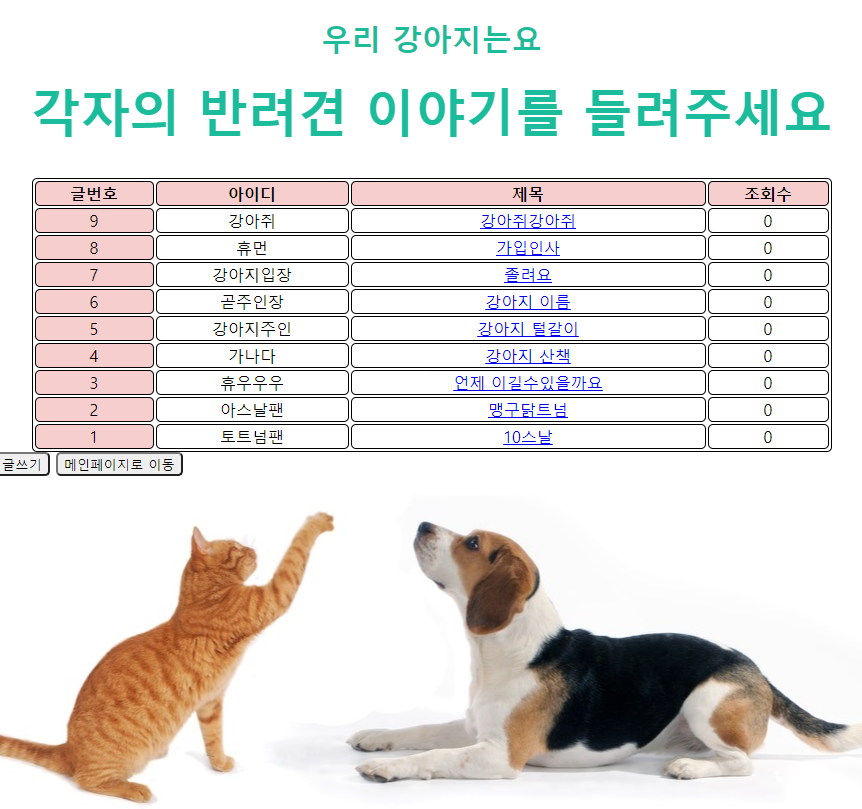 우리 강아지는요
각자의 반려견 이야기를 들려주세요
글번호 아이디 제목 조회수
9 강아쥐 강아쥐강아쥐 0
8 휴먼 가입인사 0
7 강아지입장 졸려요 0
6 곧주인장 강아지 이름 0
5 강아지주인 강아지 털갈이 0
4 가나다 강아지 산책 0
3 휴우우우 언제 이길수있을까요 0
2 아스날팬 맹구닭트넘 0
1 토트넘팬 10스날 0
글쓰기 메인페이지로 이동